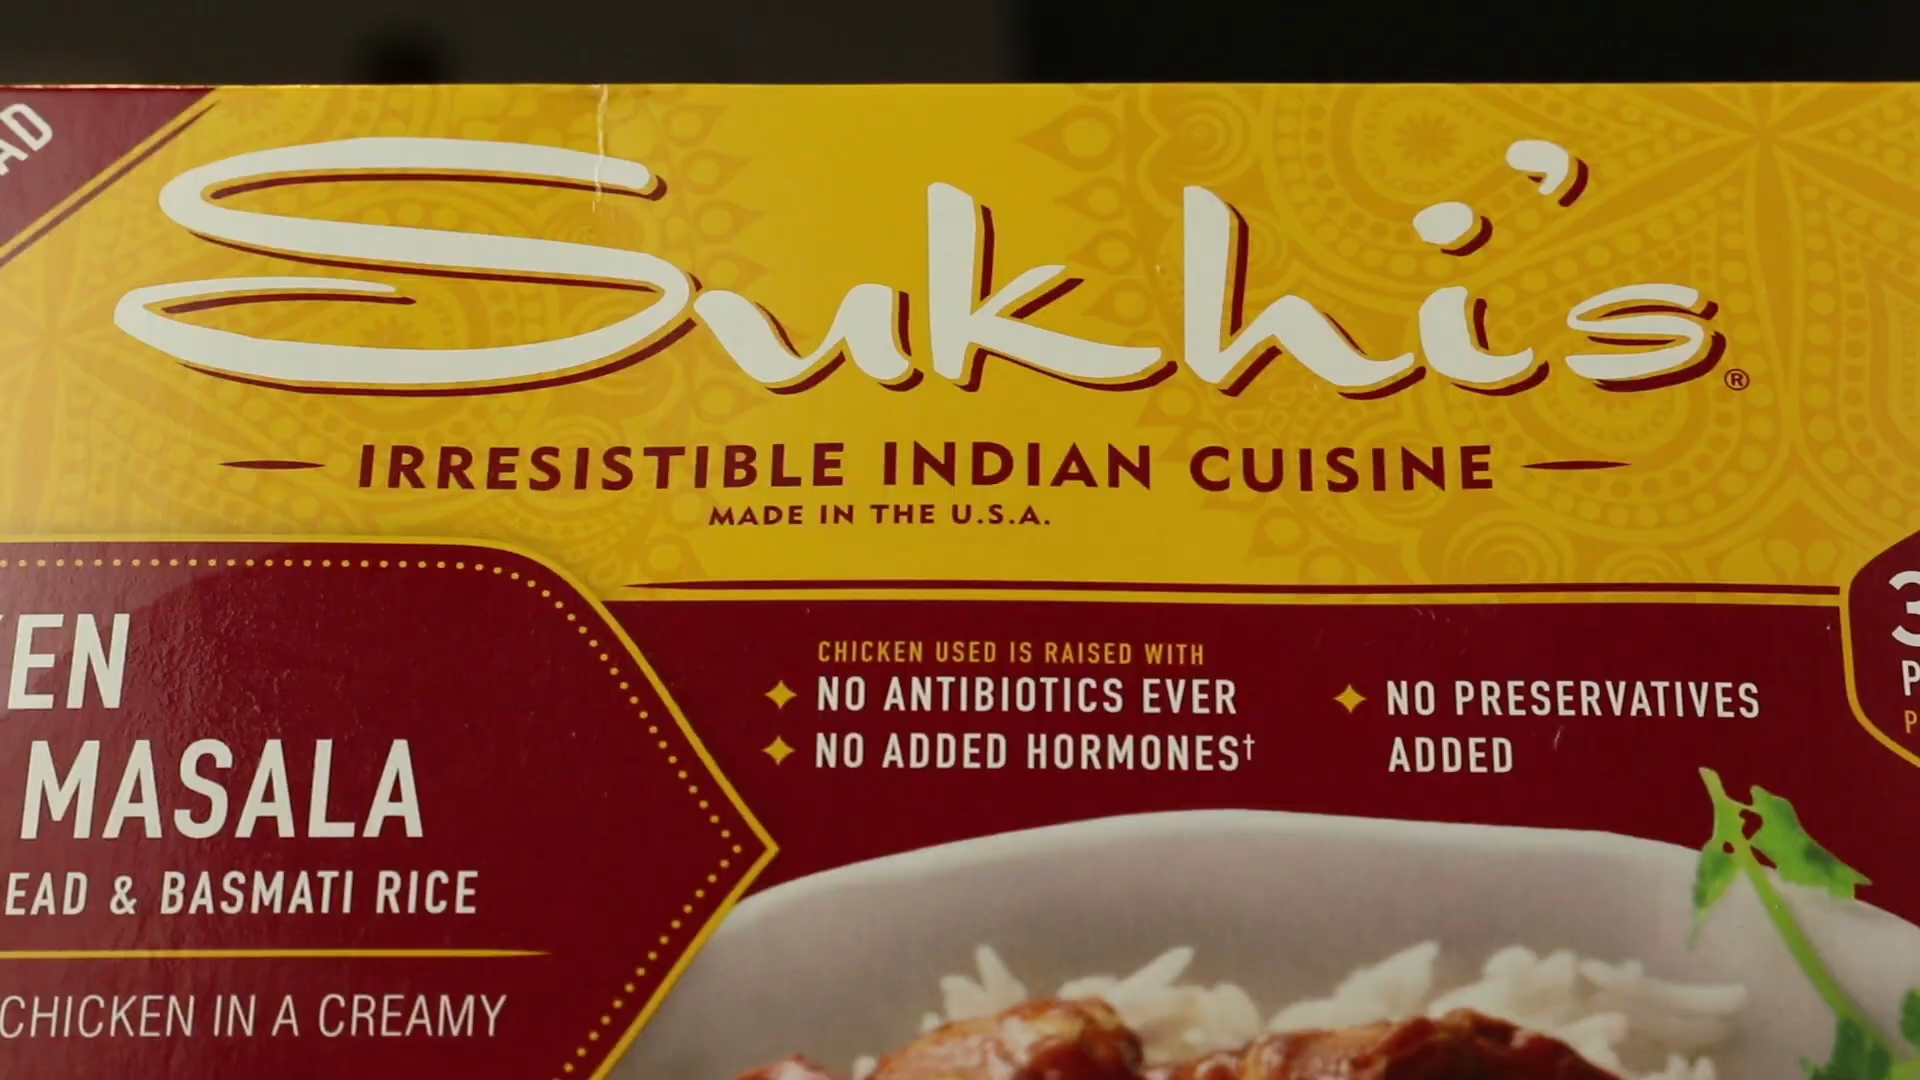 Sukhi's®
IRRESISTIBLE INDIAN CUISINE
MADE IN THE U.S.A.
EN
MASALA
EAD & BASMATI RICE
CHICKEN IN A CREAMY
CHICKEN USED IS RAISED WITH
NO ANTIBIOTICS EVER
NO ADDED HORMONES†
NO PRESERVATIVES
ADDED
3
P
P